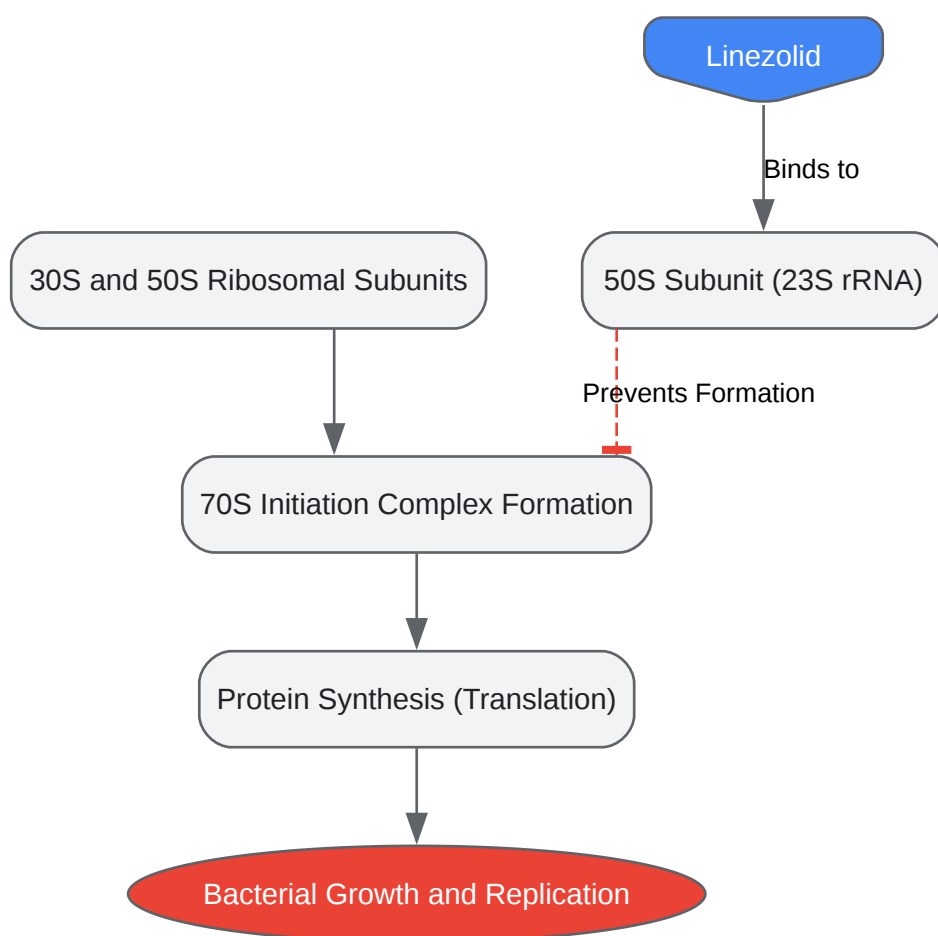 Linezolid
Binds to
30S and 50S Ribosomal Subunits
50S Subunit (23S rRNA)
Prevents Formation
70S Initiation Complex Formation
Protein Synthesis (Translation)
Bacterial Growth and Replication